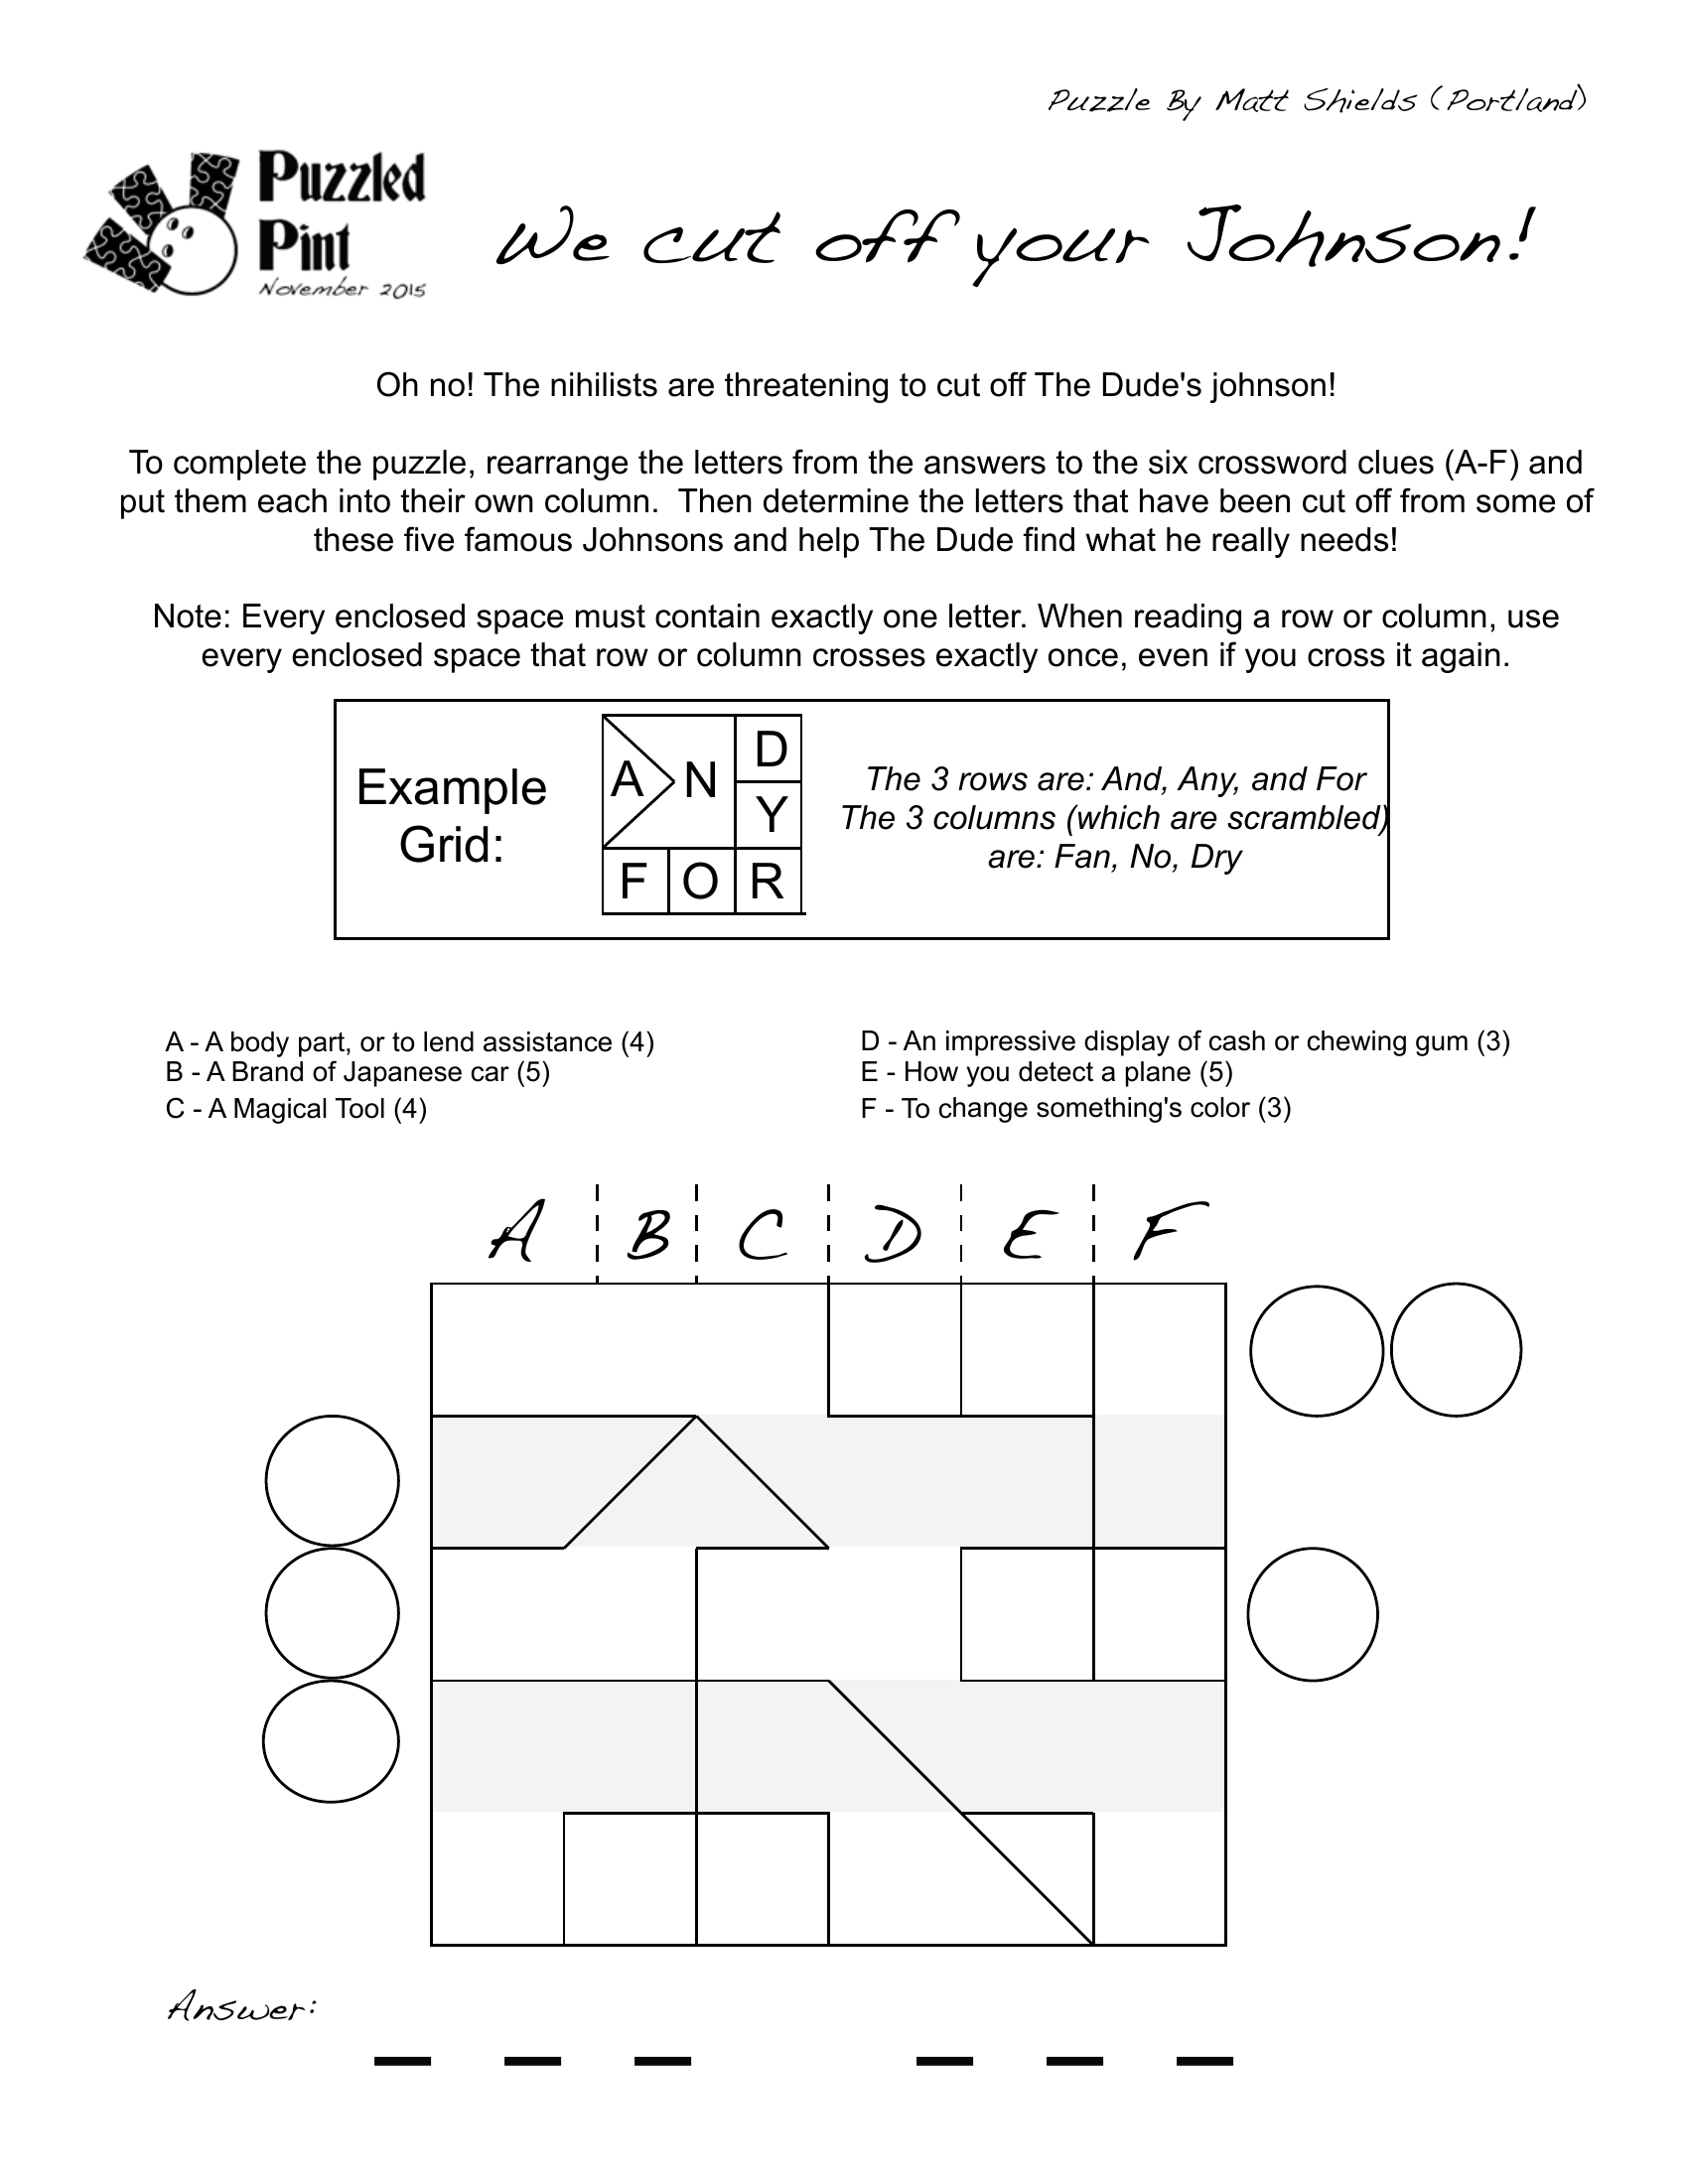 Puzzle By Matt Shields (Portland)
Puzzled
Pint
November 2015
We cut off your Johnson!
Oh no! The nihilists are threatening to cut off The Dude's johnson!
To complete the puzzle, rearrange the letters from the answers to the six crossword clues (A-F) and
put them each into their own column. Then determine the letters that have been cut off from some of
these five famous Johnsons and help The Dude find what he really needs!
Note: Every enclosed space must contain exactly one letter. When reading a row or column, use
every enclosed space that row or column crosses exactly once, even if you cross it again.
Example
Grid:
A N D
Y
F O R
The 3 rows are: And, Any, and For
The 3 columns (which are scrambled)
are: Fan, No, Dry
A - A body part, or to lend assistance (4)
B - A Brand of Japanese car (5)
C - A Magical Tool (4)
D - An impressive display of cash or chewing gum (3)
E - How you detect a plane (5)
F - To change something's color (3)
A B C D E F
Answer: